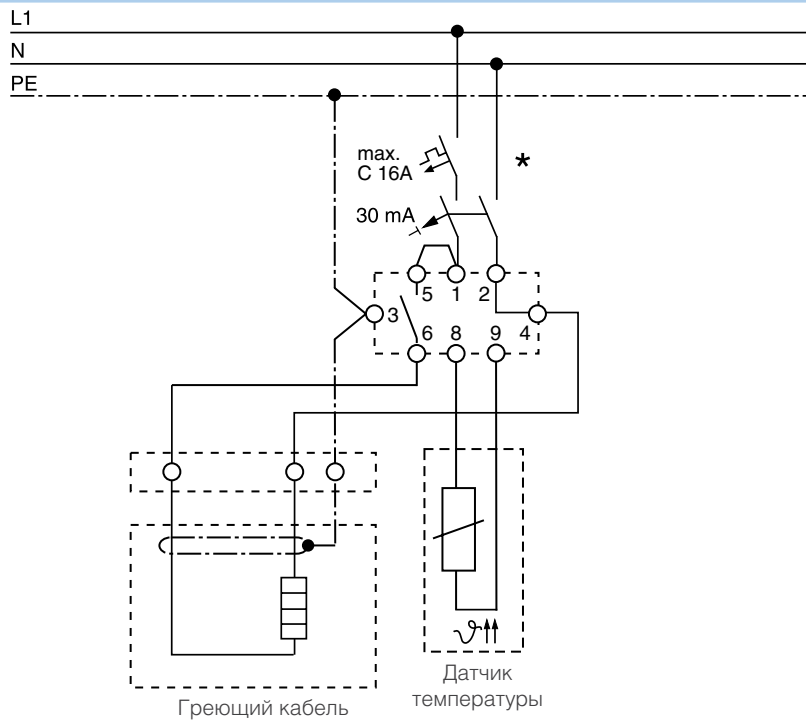 L1
N
PE
max.
C 16A
*
30 mA
5 1 2
3
6 8 9 4
ϑ
Датчик
температуры
Греющий кабель